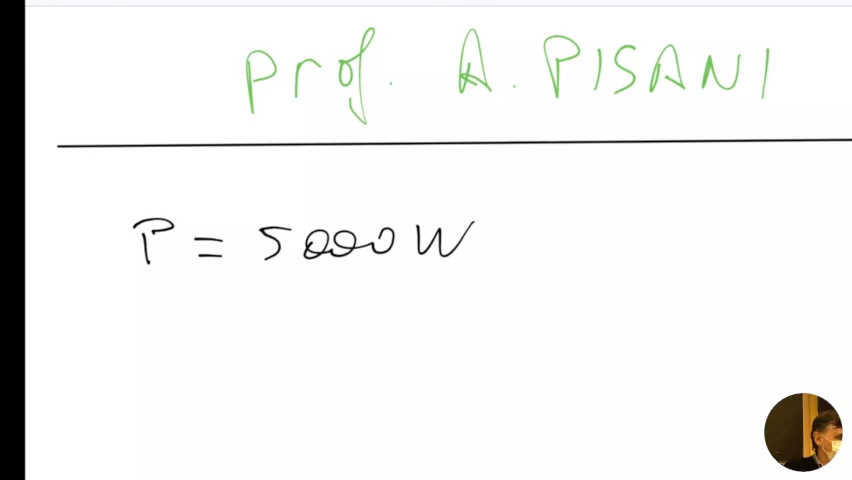 Prof. A. PISANI
P = 5000 W